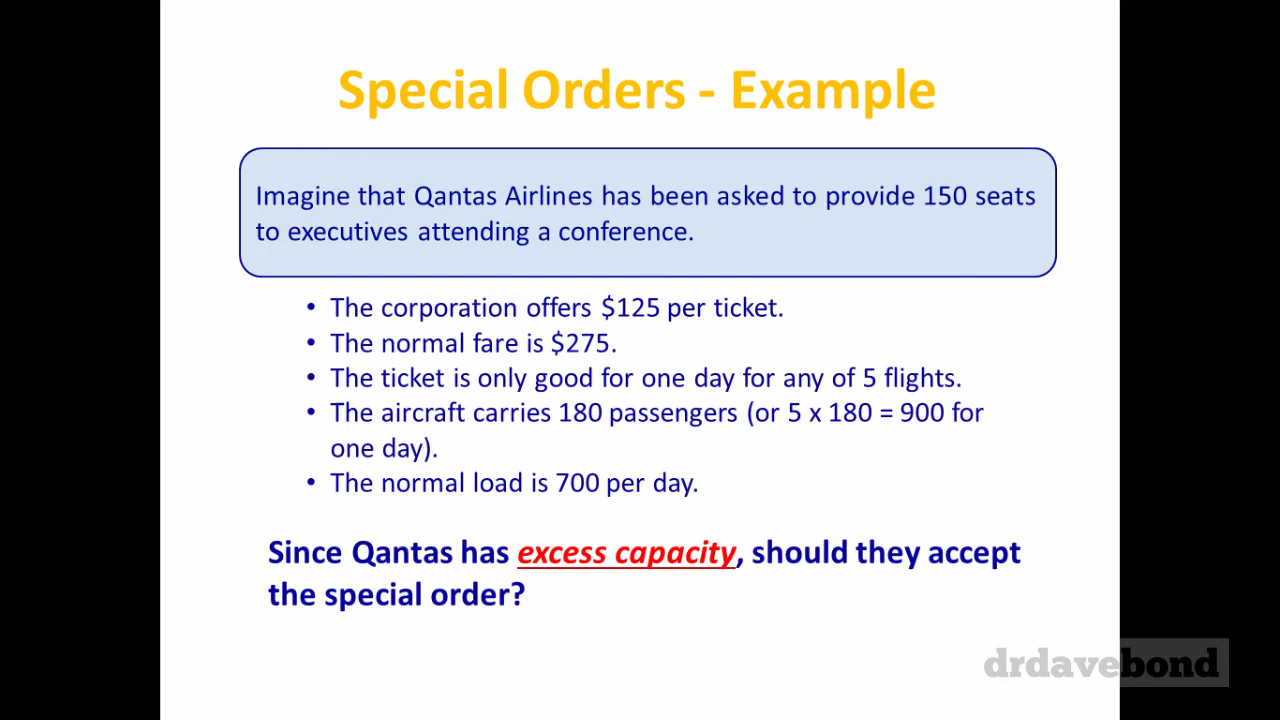 Special Orders - Example
Imagine that Qantas Airlines has been asked to provide 150 seats
to executives attending a conference.
• The corporation offers $125 per ticket.
• The normal fare is $275.
• The ticket is only good for one day for any of 5 flights.
• The aircraft carries 180 passengers (or 5 x 180 = 900 for
one day).
• The normal load is 700 per day.
Since Qantas has excess capacity, should they accept
the special order?
drdavebond